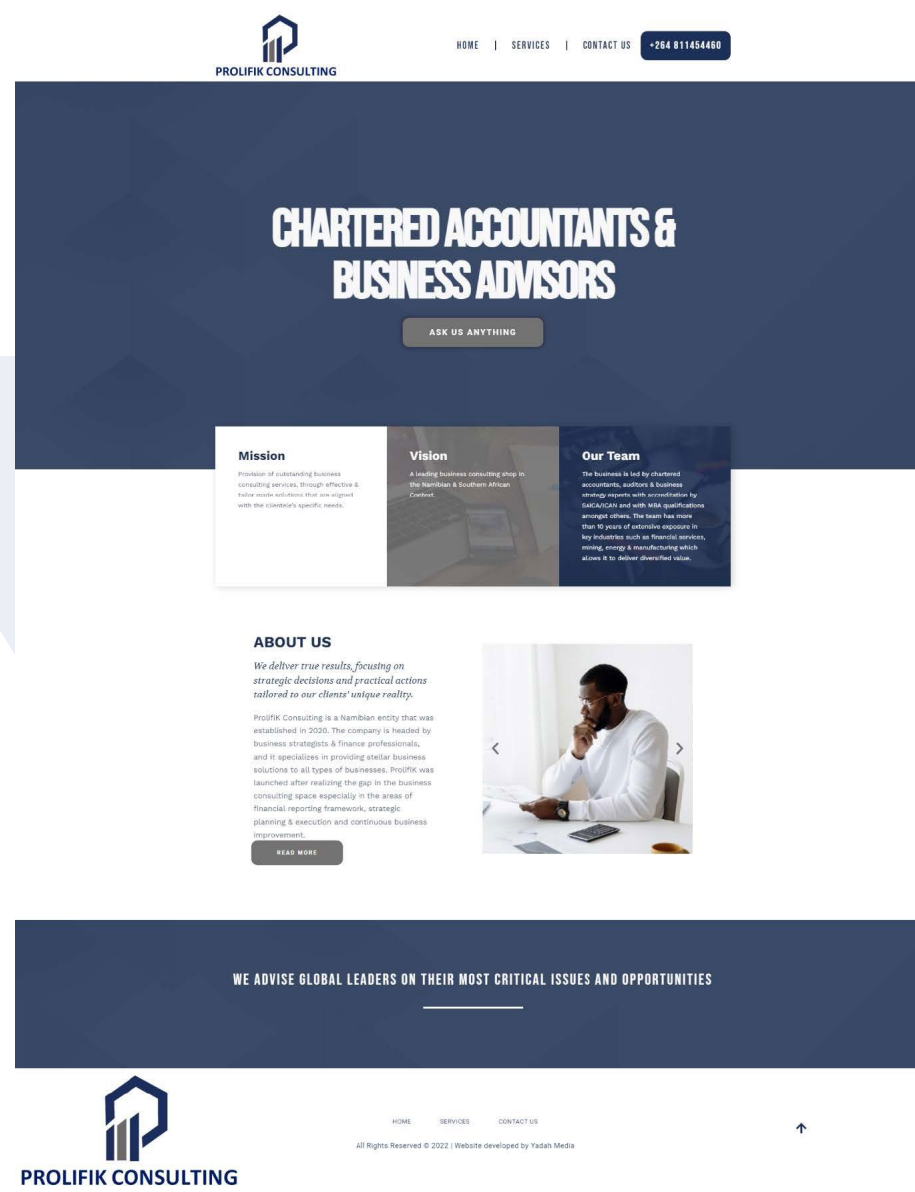 PROLIFIK CONSULTING
HOME | SERVICES | CONTACT US +264 811454460
CHARTERED ACCOUNTANTS &
BUSINESS ADVISORS
ASK US ANYTHING
Mission
Provision of outstanding business
consulting services, through effective &
tailor made solutions that are aligned
with the clientele's specific needs.
Vision
A leading business consulting shop in
the Namibian & Southern African
Context.
Our Team
The business is led by chartered
accountants, auditors & business
strategy experts with accreditation by
SAICA/ICAN and with MBA qualifications
amongst others. The team has more
than 10 years of extensive exposure in
key industries such as financial services,
mining, energy & manufacturing which
allows it to deliver diversified value.
ABOUT US
We deliver true results, focusing on
strategic decisions and practical actions
tailored to our clients' unique reality.
ProlifiK Consulting is a Namibian entity that was
established in 2020. The company is headed by
business strategists & finance professionals,
and it specializes in providing stellar business
solutions to all types of businesses. ProlifiK was
launched after realizing the gap in the business
consulting space especially in the areas of
financial reporting framework, strategic
planning & execution and continuous business
improvement.
READ MORE
WE ADVISE GLOBAL LEADERS ON THEIR MOST CRITICAL ISSUES AND OPPORTUNITIES
HOME SERVICES CONTACT US
All Rights Reserved © 2022 | Website developed by Yadah Media
PROLIFIK CONSULTING